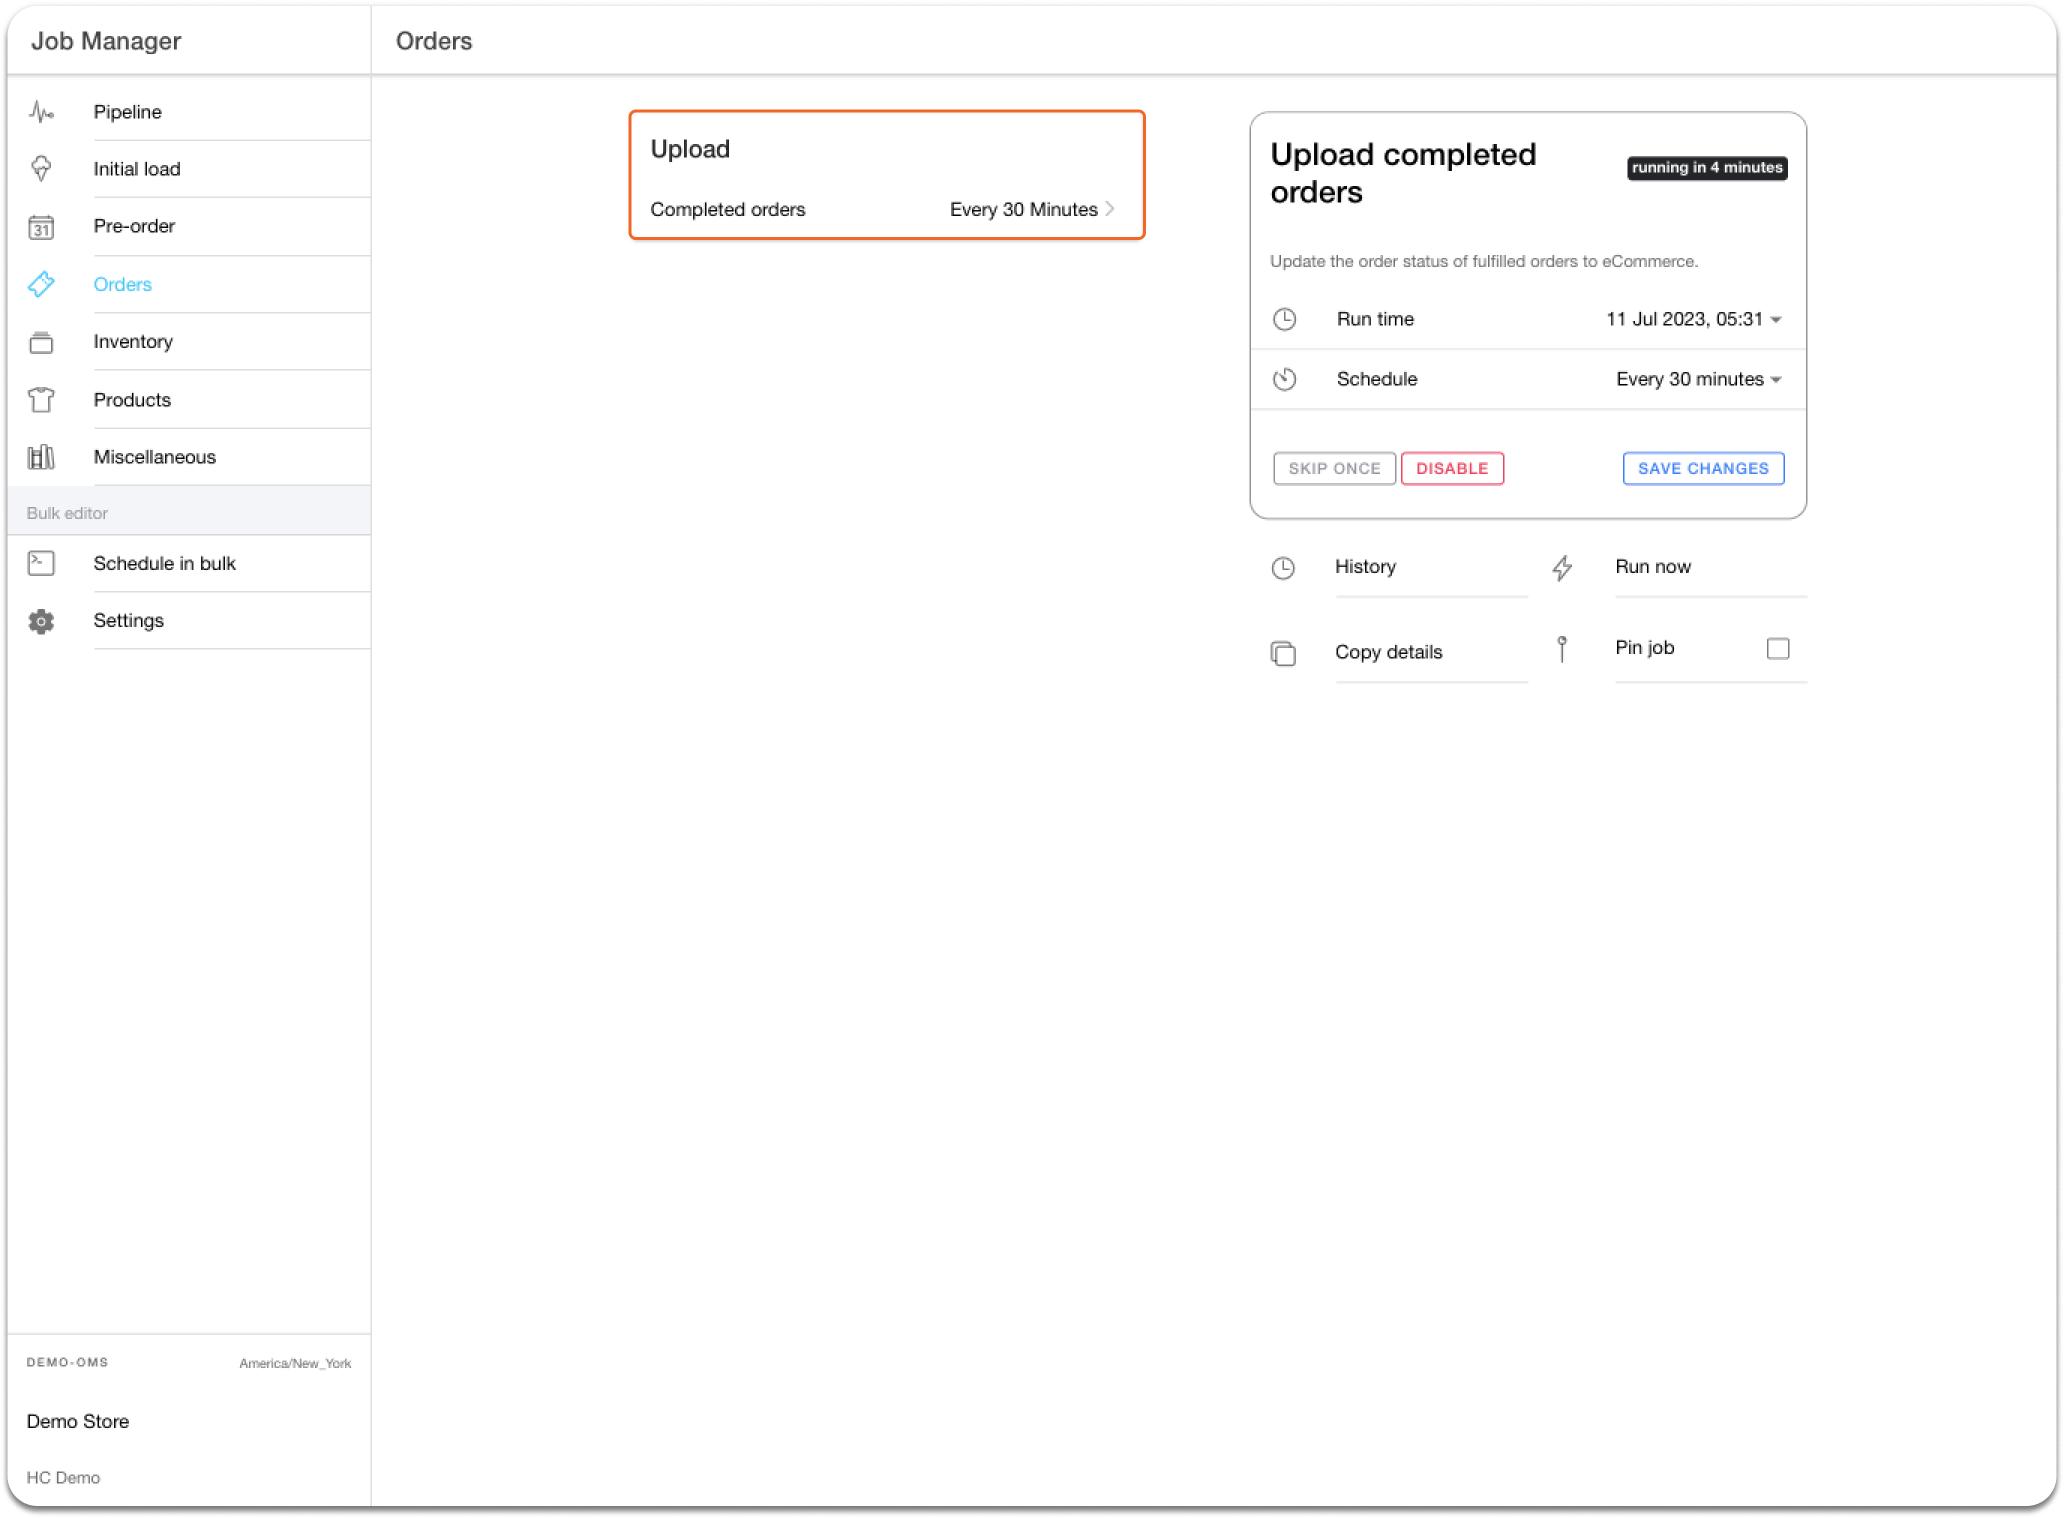 Job Manager
Orders
Pipeline
Initial load
31
Pre-order
Orders
Inventory
Products
Miscellaneous
Bulk editor
Schedule in bulk
Settings
DEMO-OMS
America/New_York
Demo Store
HC Demo
Upload
Completed orders
Every 30 Minutes
Upload completed
orders
running in 4 minutes
Update the order status of fulfilled orders to eCommerce.
Run time
11 Jul 2023, 05:31
Schedule
Every 30 minutes
SKIP ONCE
DISABLE
SAVE CHANGES
History
Run now
Copy details
Pin job